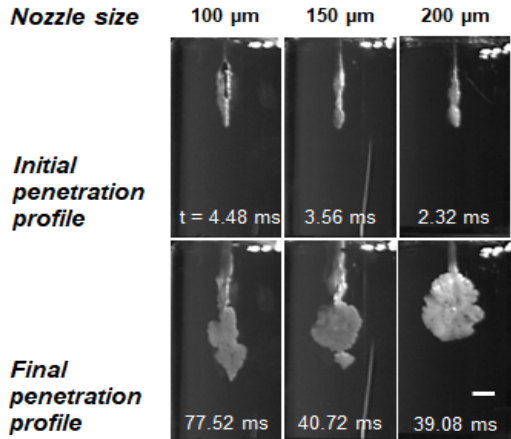 Nozzle size 100 µm 150 µm 200 µm
Initial
penetration
profile
t = 4.48 ms 3.56 ms 2.32 ms
Final
penetration
profile
77.52 ms 40.72 ms 39.08 ms